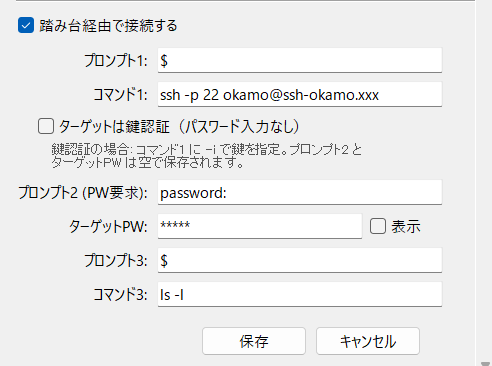 踏み台経由で接続する
プロンプト1: $
コマンド1: ssh -p 22 okamo@ssh-okamo.xxx
ターゲットは鍵認証（パスワード入力なし）
鍵認証の場合: コマンド1 に -i で鍵を指定。プロンプト2 と
ターゲットPW は空で保存されます。
プロンプト2 (PW要求): password:
ターゲットPW: ***** 表示
プロンプト3: $
コマンド3: ls -l
保存 キャンセル